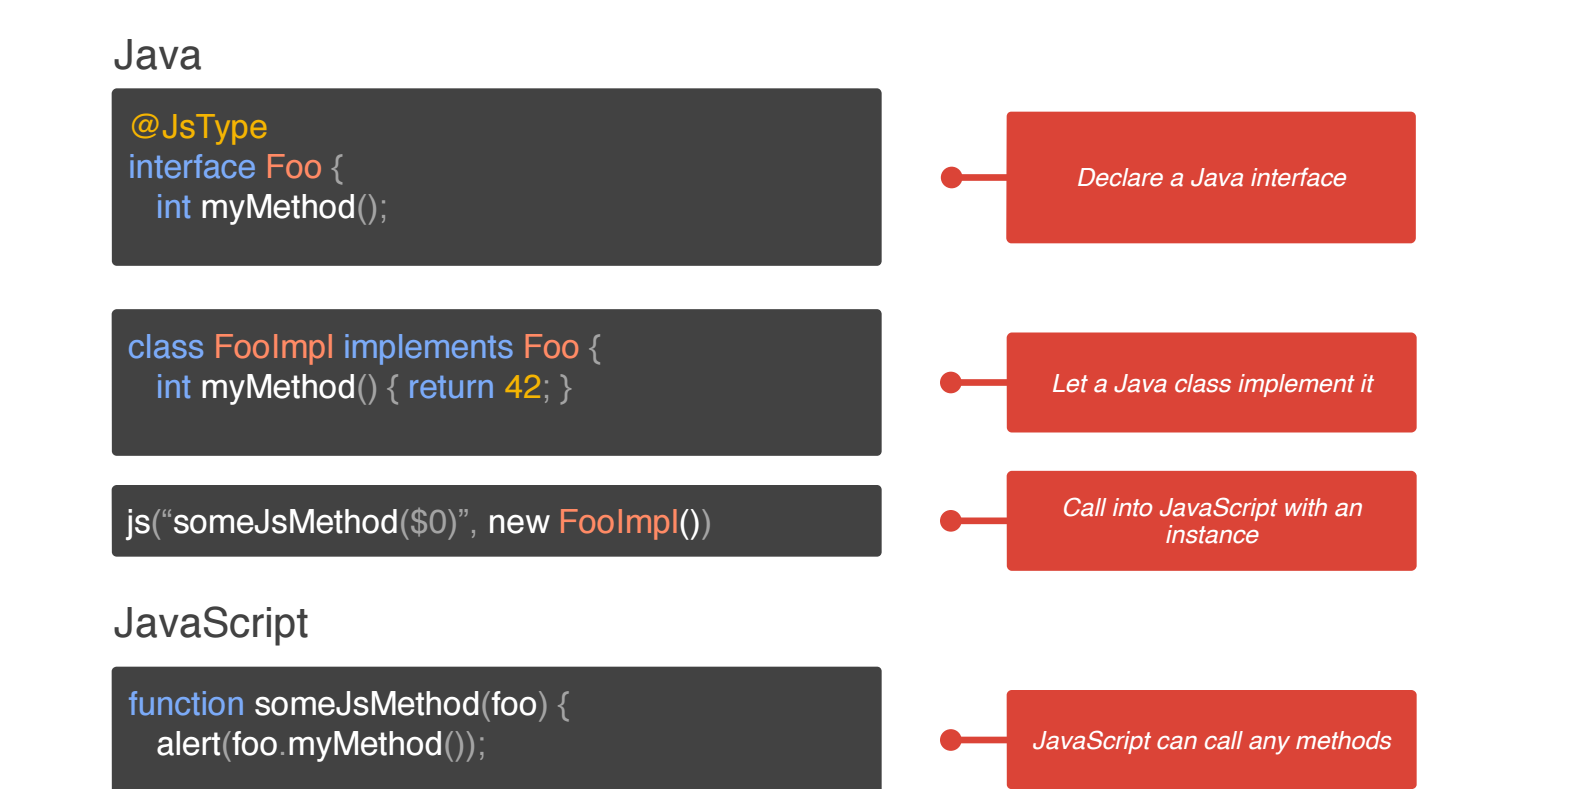 Java
@JsType
interface Foo {
int myMethod();
Declare a Java interface
class FooImpl implements Foo {
int myMethod() { return 42; }
Let a Java class implement it
js(“someJsMethod($0)”, new FooImpl())
Call into JavaScript with an
instance
JavaScript
function someJsMethod(foo) {
alert(foo.myMethod());
JavaScript can call any methods